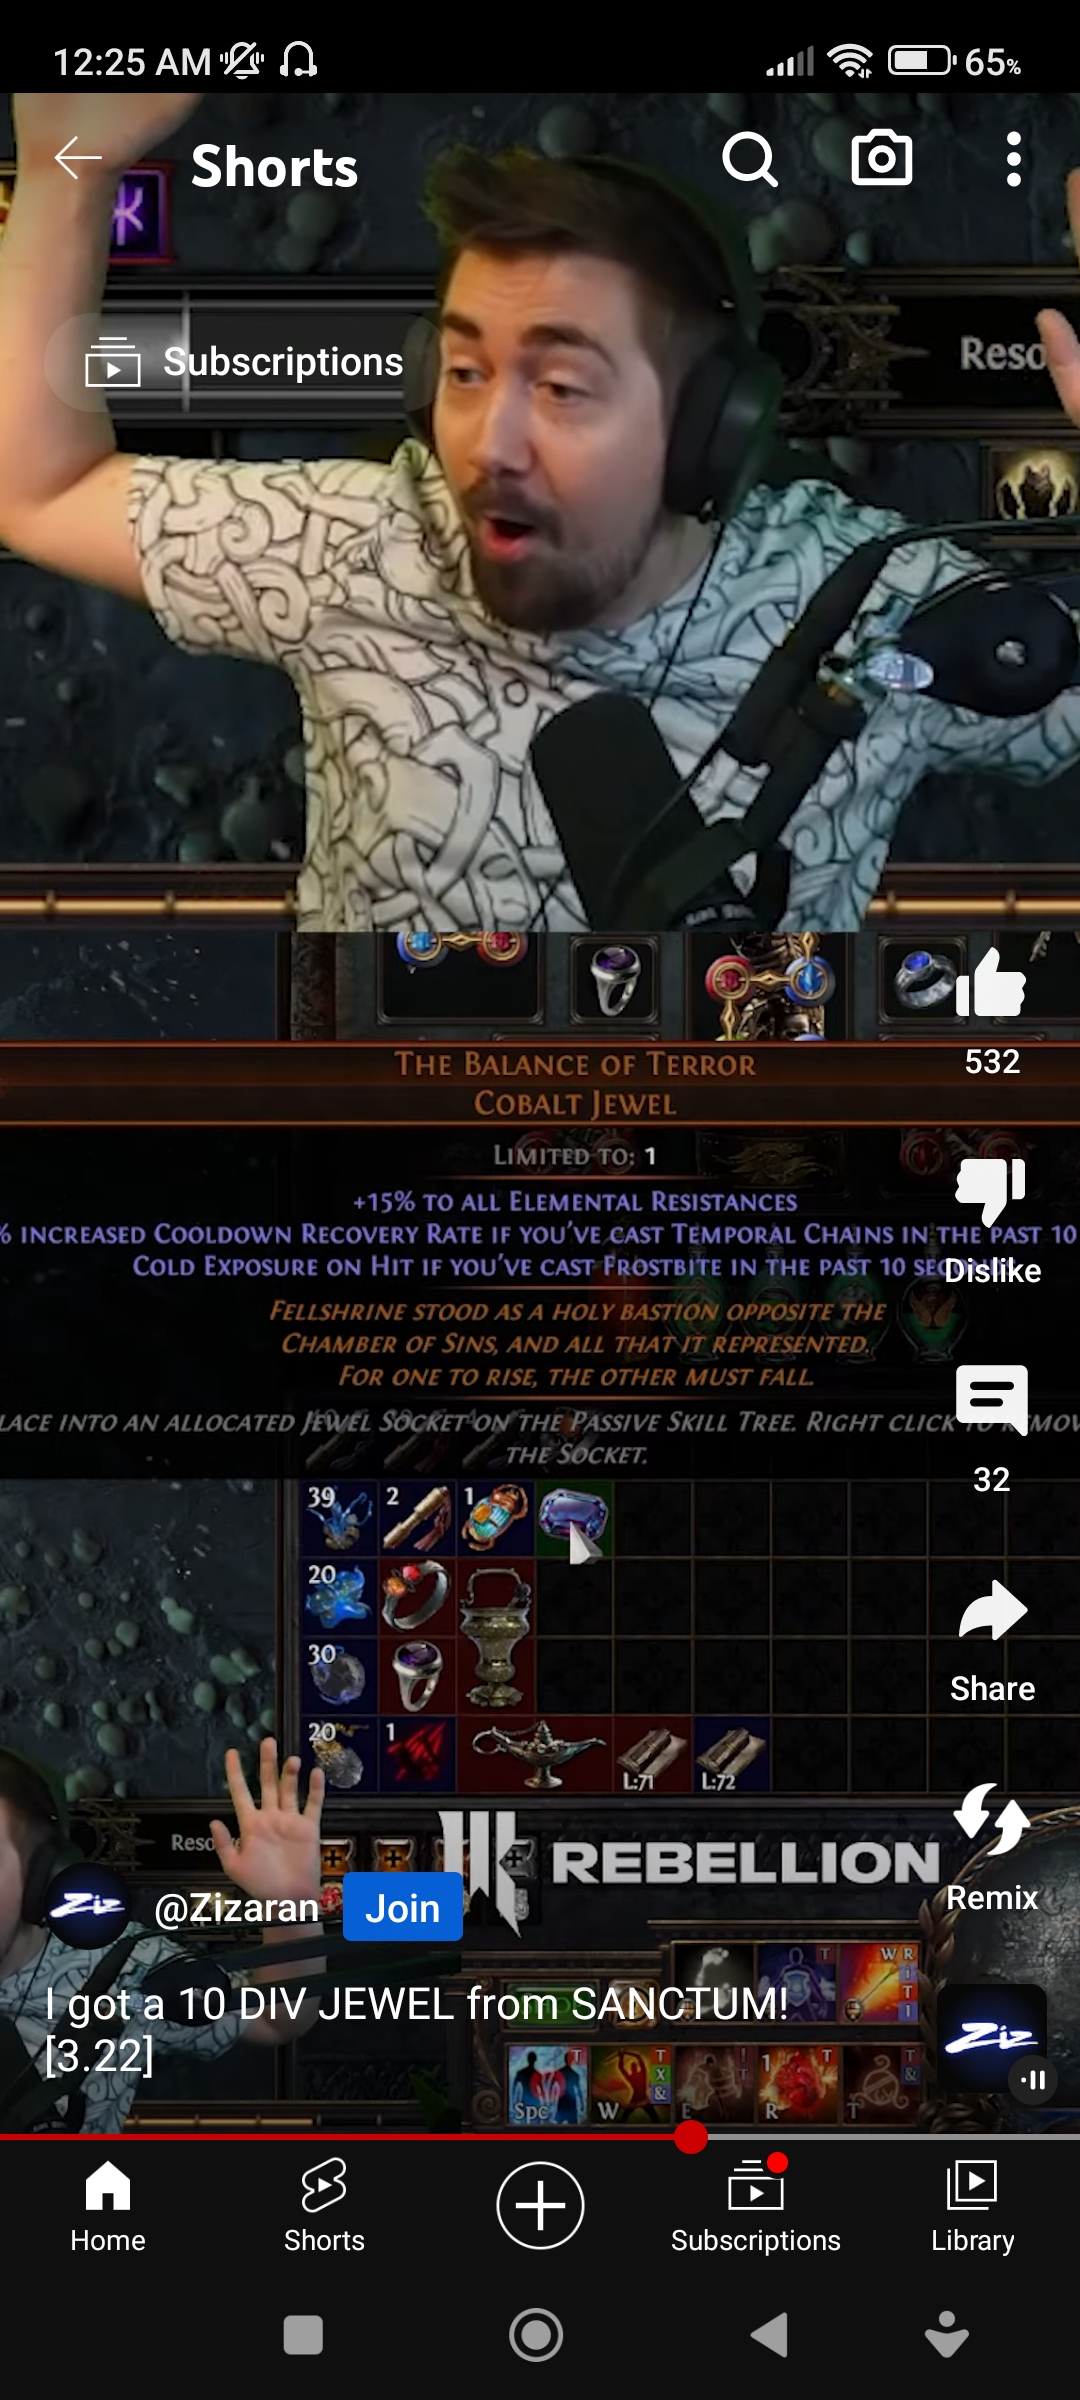 12:25 AM
65%
Shorts
Subscriptions
Reso
532
THE BALANCE OF TERROR
COBALT JEWEL
LIMITED TO: 1
+15% TO ALL ELEMENTAL RESISTANCES
% INCREASED COOLDOWN RECOVERY RATE IF YOU'VE CAST TEMPORAL CHAINS IN THE PAST 10
COLD EXPOSURE ON HIT IF YOU'VE CAST FROSTBITE IN THE PAST 10
Dislike
FELLSHRINE STOOD AS A HOLY BASTION OPPOSITE THE
CHAMBER OF SINS, AND ALL THAT IT REPRESENTED.
FOR ONE TO RISE, THE OTHER MUST FALL.
LACE INTO AN ALLOCATED JEWEL SOCKET ON THE PASSIVE SKILL TREE. RIGHT CLICK TO REMOV
THE SOCKET.
32
39 2 1
20
30
Share
20 1
L:71 L:72
REBELLION
Remix
Ziz
@Zizaran
Join
I got a 10 DIV JEWEL from SANCTUM!
[3.22]
T W R I T I
Ziz
T T X & T 1 T T &
Spc W E R T
Home
Shorts
Subscriptions
Library